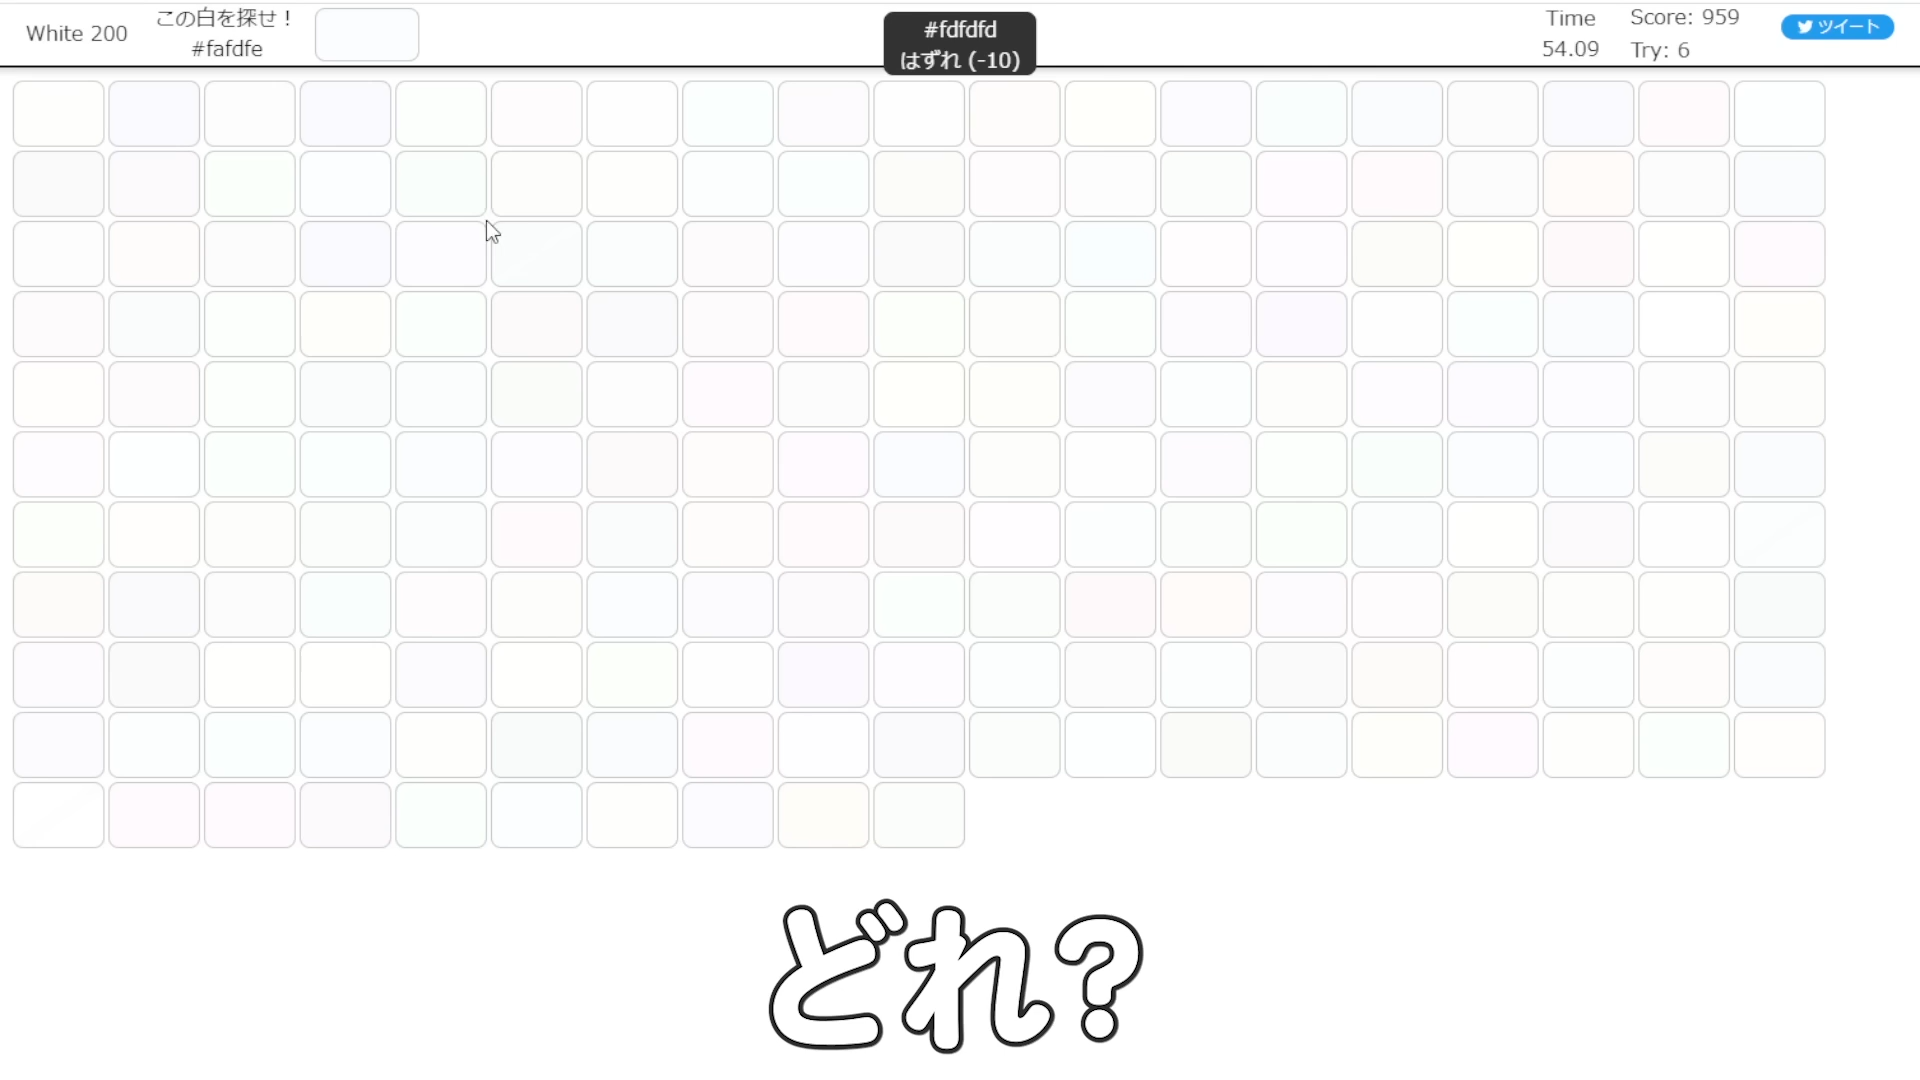 White 200
この白を探せ！
#fafdfe
#fdfdfd
はずれ (-10)
Time
54.09
Score: 959
Try: 6
ツイート
どれ?